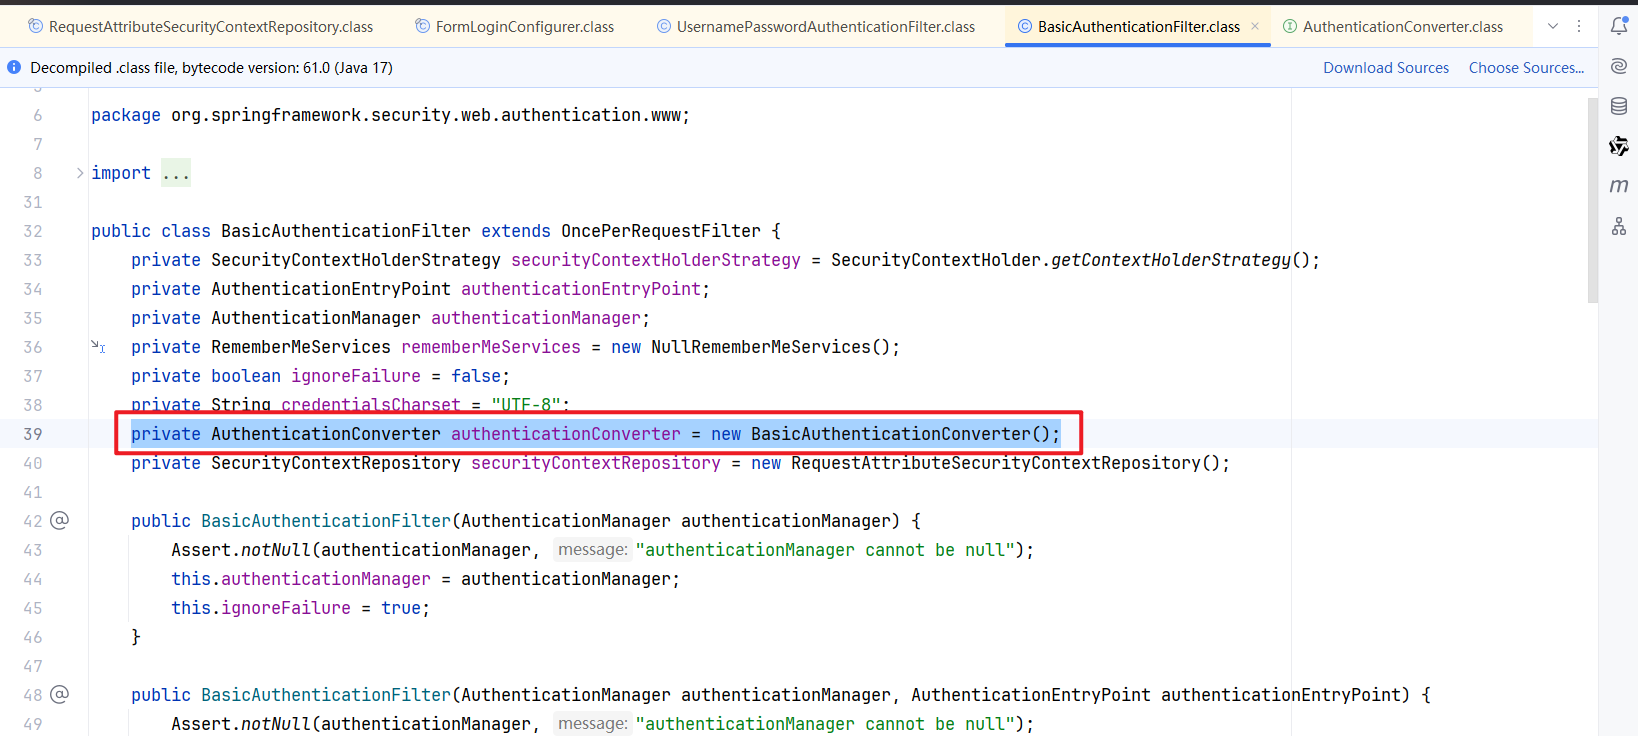 RequestAttributeSecurityContextRepository.class FormLoginConfigurer.class UsernamePasswordAuthenticationFilter.class BasicAuthenticationFilter.class × AuthenticationConverter.class
Decompiled .class file, bytecode version: 61.0 (Java 17) Download Sources Choose Sources...
6 package org.springframework.security.web.authentication.www;
7
8 import ...
31
32 public class BasicAuthenticationFilter extends OncePerRequestFilter {
33 private SecurityContextHolderStrategy securityContextHolderStrategy = SecurityContextHolder.getContextHolderStrategy();
34 private AuthenticationEntryPoint authenticationEntryPoint;
35 private AuthenticationManager authenticationManager;
36 private RememberMeServices rememberMeServices = new NullRememberMeServices();
37 private boolean ignoreFailure = false;
38 private String credentialsCharset = "UTF-8";
39 private AuthenticationConverter authenticationConverter = new BasicAuthenticationConverter();
40 private SecurityContextRepository securityContextRepository = new RequestAttributeSecurityContextRepository();
41
42 public BasicAuthenticationFilter(AuthenticationManager authenticationManager) {
43 Assert.notNull(authenticationManager, message: "authenticationManager cannot be null");
44 this.authenticationManager = authenticationManager;
45 this.ignoreFailure = true;
46 }
47
48 public BasicAuthenticationFilter(AuthenticationManager authenticationManager, AuthenticationEntryPoint authenticationEntryPoint) {
49 Assert.notNull(authenticationManager, message: "authenticationManager cannot be null");